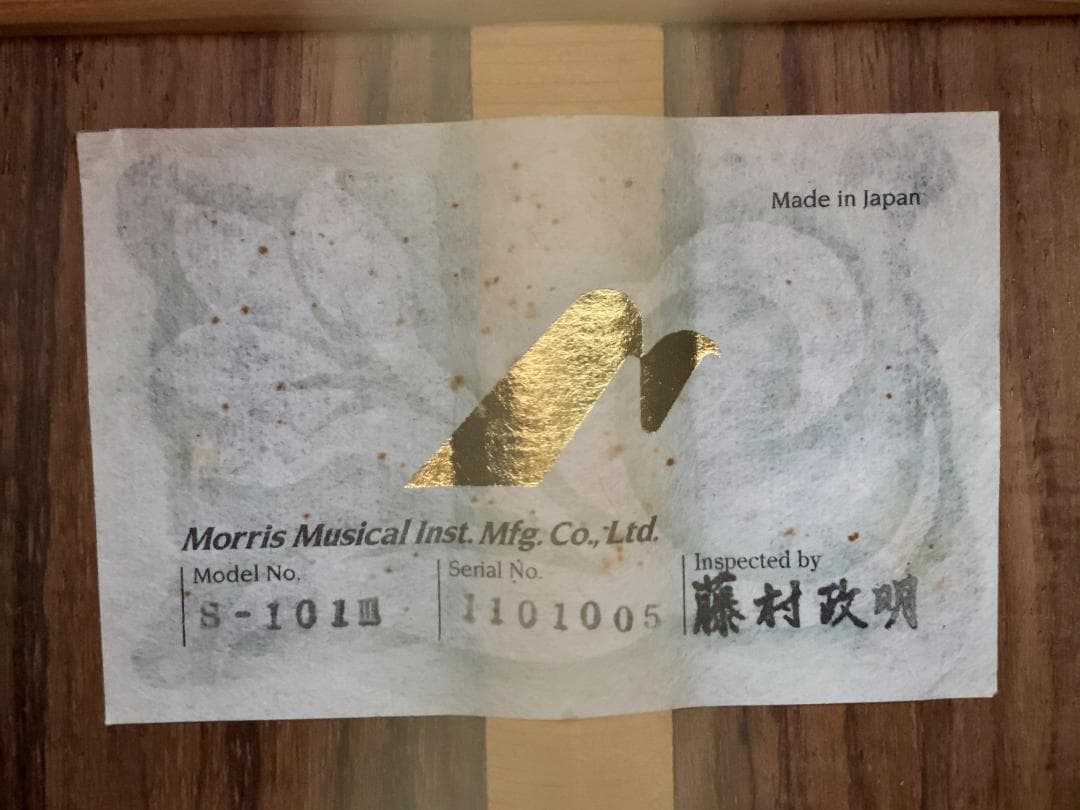 Made in Japan
Morris Musical Inst. Mfg. Co., Ltd.
Model No. Serial No. Inspected by
S-101Ⅲ 1101005 藤村政明